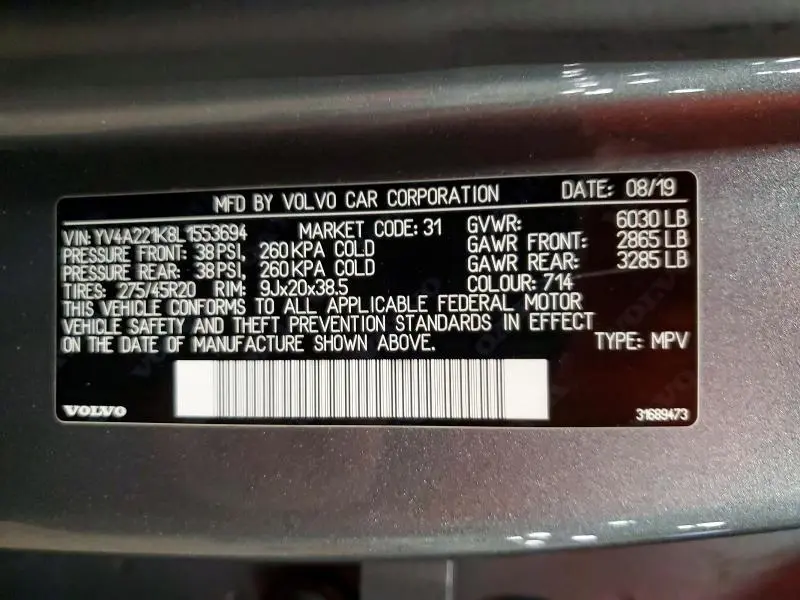 MFD BY VOLVO CAR CORPORATION DATE: 08/19
VIN: YV4A221K8L1553694 MARKET CODE: 31 GVWR: 6030 LB
PRESSURE FRONT: 38 PSI, 260 KPA COLD GAWR FRONT: 2865 LB
PRESSURE REAR: 38 PSI, 260 KPA COLD GAWR REAR: 3285 LB
TIRES: 275/45R20 RIM: 9Jx20x38.5 COLOUR: 714
THIS VEHICLE CONFORMS TO ALL APPLICABLE FEDERAL MOTOR
VEHICLE SAFETY AND THEFT PREVENTION STANDARDS IN EFFECT
ON THE DATE OF MANUFACTURE SHOWN ABOVE. TYPE: MPV
VOLVO 31689473